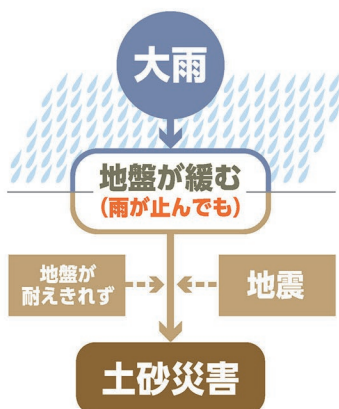 大雨
地盤が緩む
(雨が止んでも)
地盤が
耐えきれず
地震
土砂災害